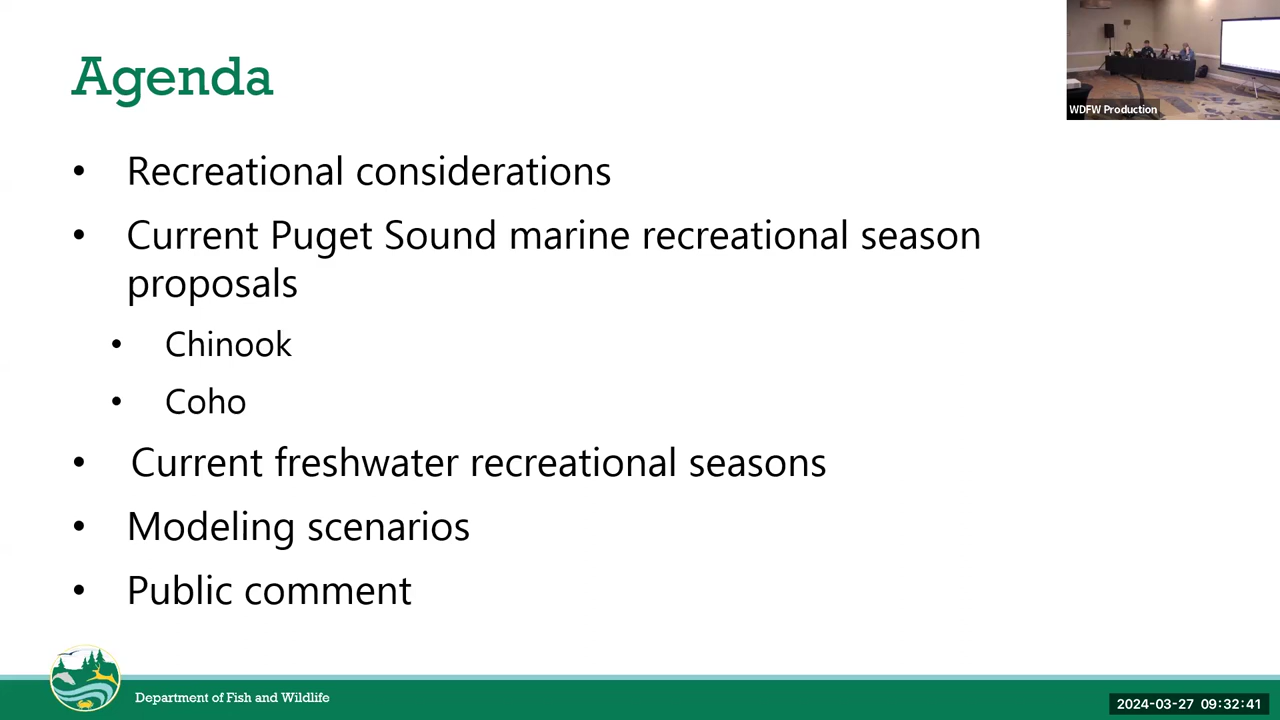 Agenda
WDFW Production
• Recreational considerations
• Current Puget Sound marine recreational season
proposals
• Chinook
• Coho
• Current freshwater recreational seasons
• Modeling scenarios
• Public comment
Department of Fish and Wildlife
2024-03-27 09:32:41